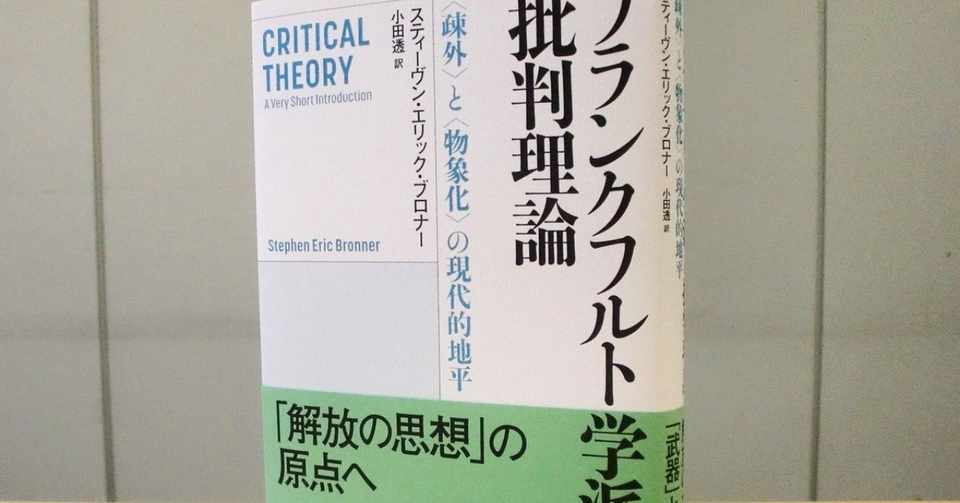 フランクフルト学派
批判理論
〈疎外〉と〈物象化〉の現代的地平
スティーヴン・エリック・ブロナー
小田透 訳
CRITICAL
THEORY
A Very Short Introduction
Stephen Eric Bronner
「解放の思想」の
原点へ
〈疎外〉と〈物象化〉の現代的地平
スティーヴン・エリック・ブロナー
小田透 訳
「武器」と